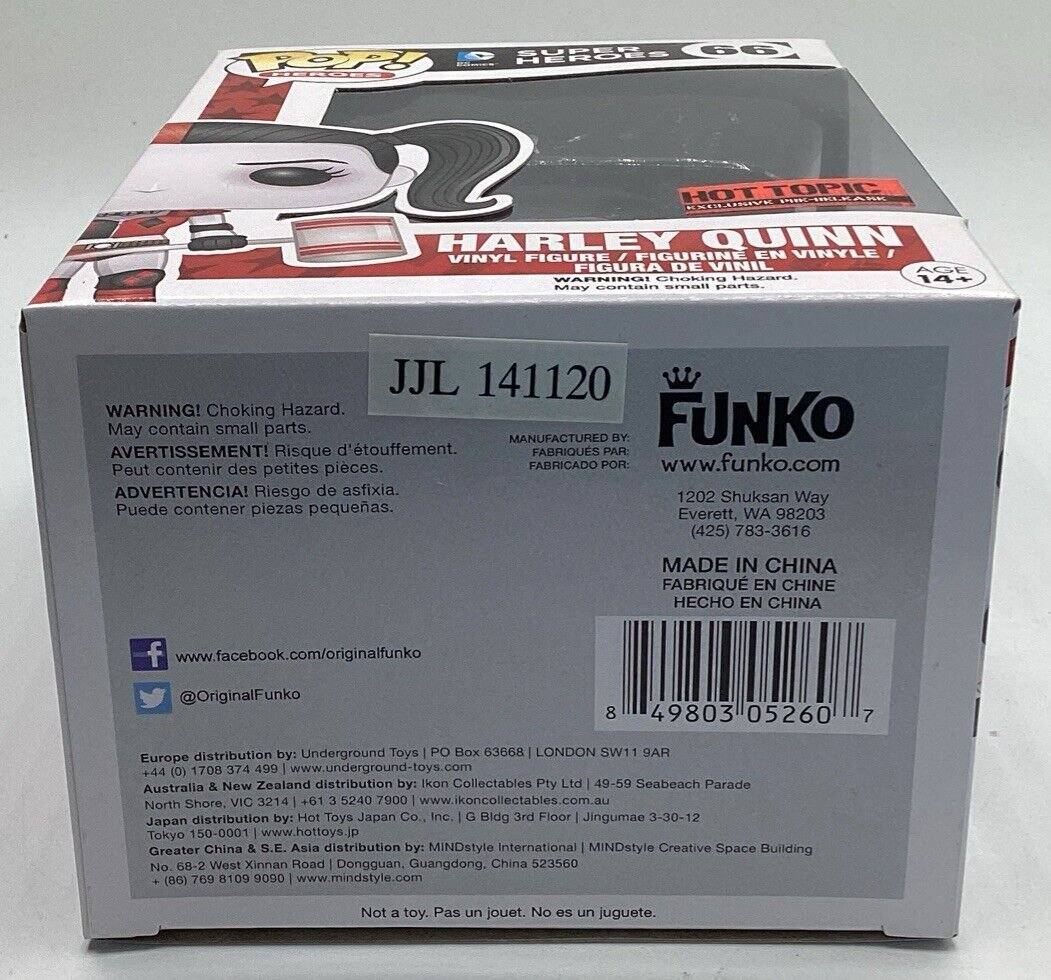 POP!
HEROES
DC COMICS
SUPER HEROES
66
HOT TOPIC
EXCLUSIVE PRE-RELEASE
HARLEY QUINN
VINYL FIGURE / FIGURINE EN VINYLE /
FIGURA DE VINIL
WARNING! Choking Hazard.
May contain small parts.
AGE
14+
JJL 141120
WARNING! Choking Hazard.
May contain small parts.
AVERTISSEMENT! Risque d'étouffement.
Peut contenir des petites pièces.
ADVERTENCIA! Riesgo de asfixia.
Puede contener piezas pequeñas.
MANUFACTURED BY:
FABRIQUÉS PAR:
FABRICADO POR:
FUNKO
www.funko.com
1202 Shuksan Way
Everett, WA 98203
(425) 783-3616
MADE IN CHINA
FABRIQUÉ EN CHINE
HECHO EN CHINA
f www.facebook.com/originalfunko
@OriginalFunko
8 49803 05260 7
Europe distribution by: Underground Toys | PO Box 63668 | LONDON SW11 9AR
+44 (0) 1708 374 499 | www.underground-toys.com
Australia & New Zealand distribution by: Ikon Collectables Pty Ltd | 49-59 Seabeach Parade
North Shore, VIC 3214 | +61 3 5240 7900 | www.ikoncollectables.com.au
Japan distribution by: Hot Toys Japan Co., Inc. | G Bldg 3rd Floor | Jingumae 3-30-12
Tokyo 150-0001 | www.hottoys.jp
Greater China & S.E. Asia distribution by: MINDstyle International | MINDstyle Creative Space Building
No. 68-2 West Xinnan Road | Dongguan, Guangdong, China 523560
+ (86) 769 8109 9090 | www.mindstyle.com
Not a toy. Pas un jouet. No es un juguete.